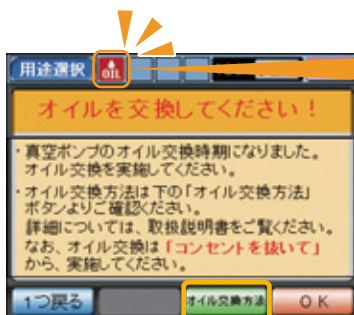 用途選択 OIL
オイルを交換してください！
・真空ポンプのオイル交換時期になりました。
オイル交換を実施してください。
・オイル交換方法は下の「オイル交換方法」
ボタンよりご確認ください。
詳細については、取扱説明書をご覧ください。
なお、オイル交換は「コンセントを抜いて」
から、実施してください。
1つ戻る オイル交換方法 OK